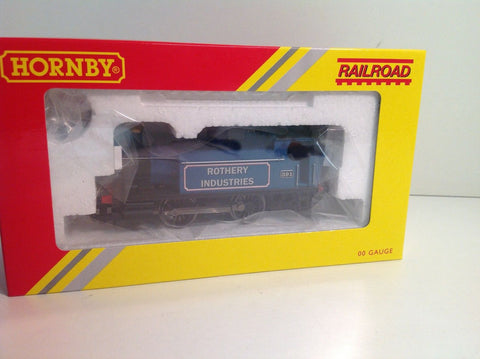 HORNBY®
RAILROAD
ROTHERY
INDUSTRIES
00 GAUGE